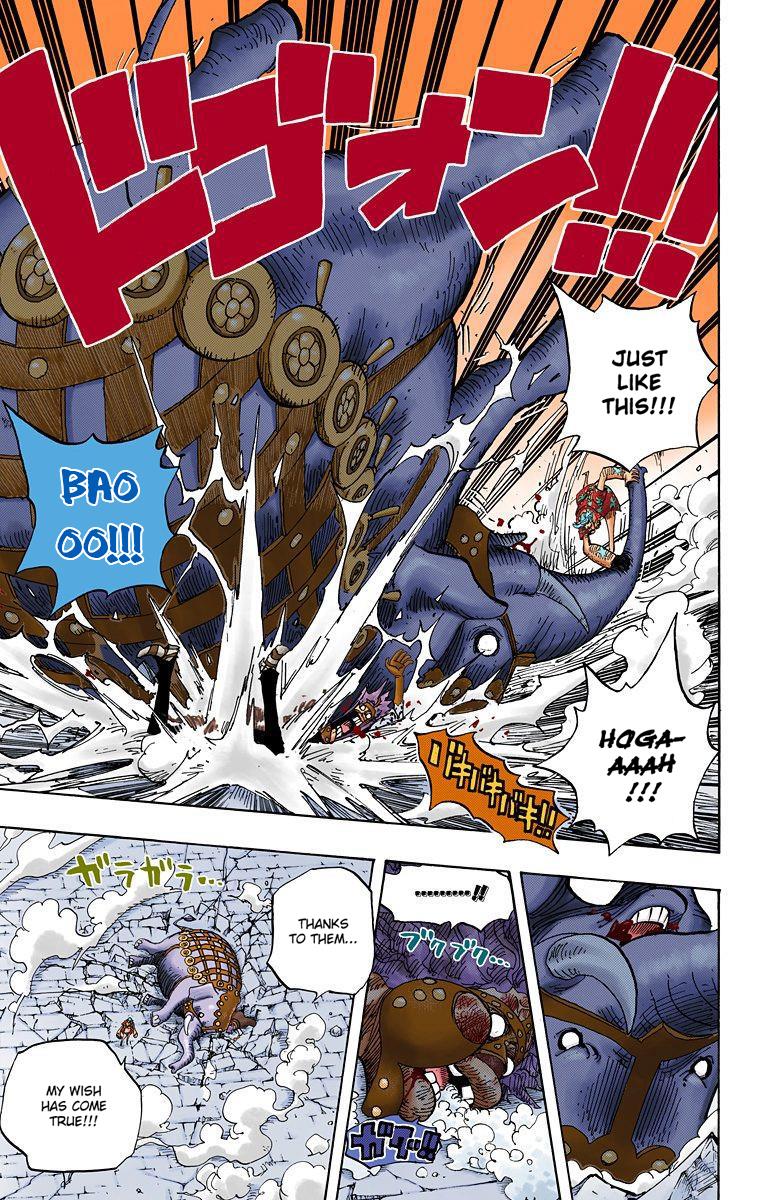 ドゴォン!!!
JUST
LIKE
THIS!!!
BAO
OO!!!
HOGA-
AAAH
!!!
バキバキバキ!!
...........!!
ブクブク...
ガク!!
ガラガラ...
THANKS
TO THEM...
MY WISH
HAS COME
TRUE!!!